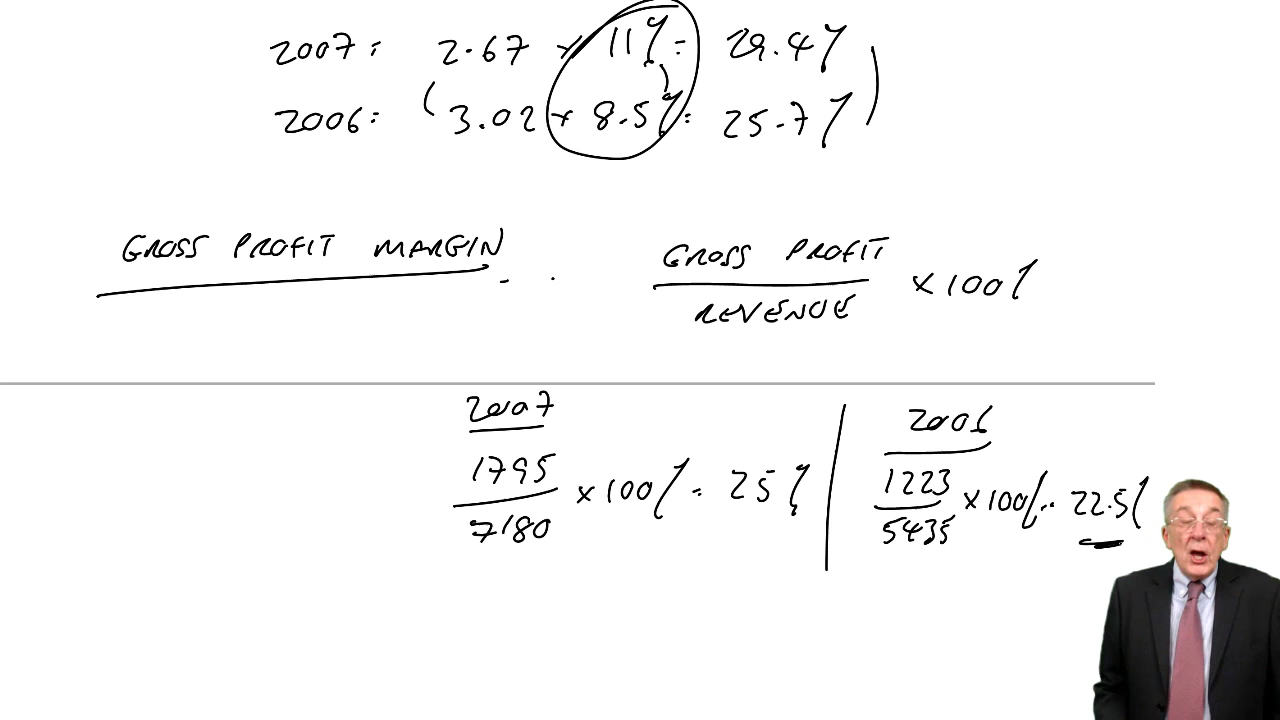 2007: 2.67 × 11% = 29.4%
2006: (3.02 × 8.5% = 25.7%)
GROSS PROFIT MARGIN = GROSS PROFIT / REVENUE × 100%
2007
1795 / 7180 × 100% = 25%
2006
1223 / 5435 × 100% = 22.5%